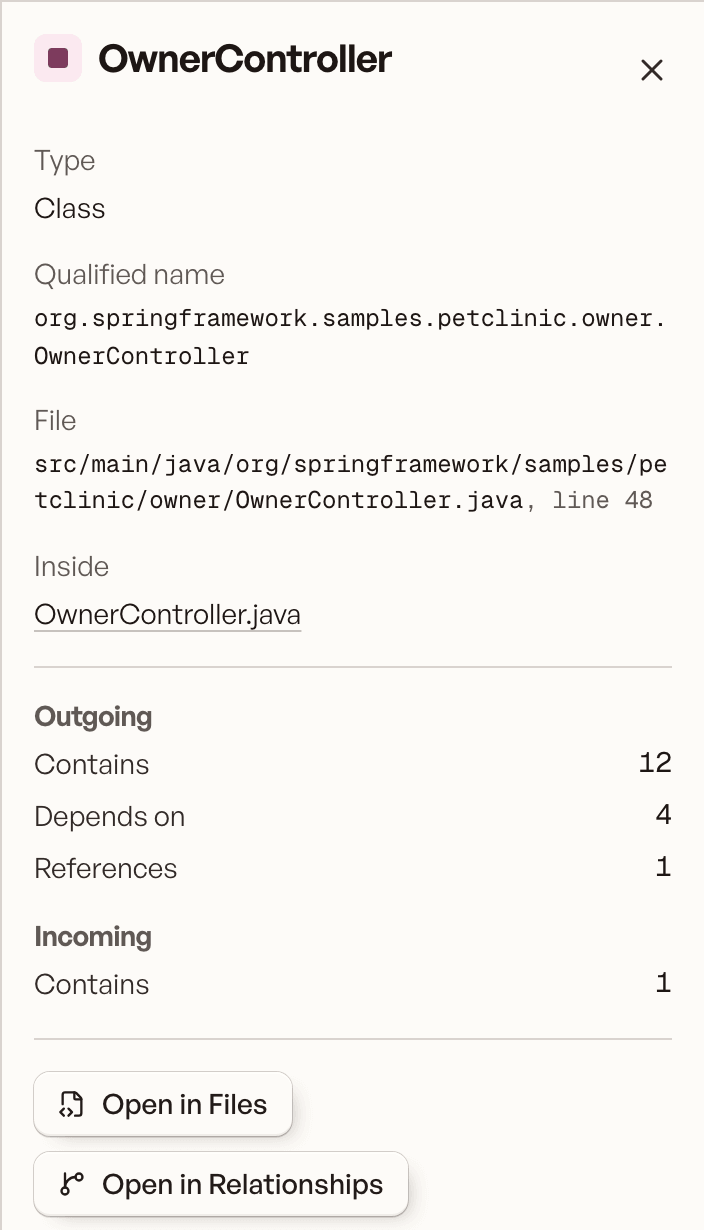 OwnerController
Type
Class
Qualified name
org.springframework.samples.petclinic.owner.
OwnerController
File
src/main/java/org/springframework/samples/pe
tclinic/owner/OwnerController.java, line 48
Inside
OwnerController.java
Outgoing
Contains 12
Depends on 4
References 1
Incoming
Contains 1
Open in Files
Open in Relationships